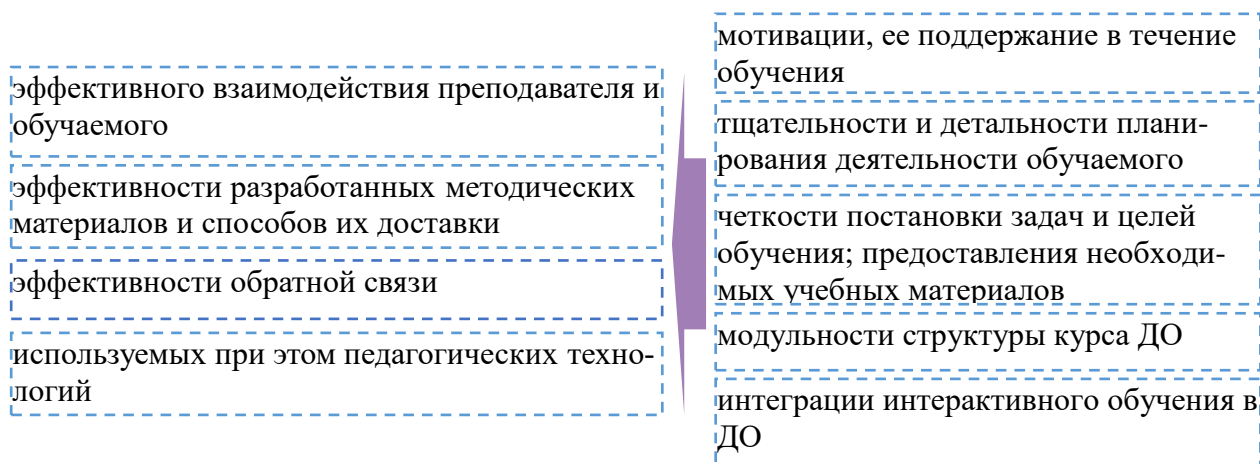 эффективного взаимодействия преподавателя и
обучаемого
эффективности разработанных методических
материалов и способов их доставки
эффективности обратной связи
используемых при этом педагогических техно-
логий
мотивации, ее поддержание в течение
обучения
тщательности и детальности плани-
рования деятельности обучаемого
четкости постановки задач и целей
обучения; предоставления необходи-
мых учебных материалов
модульности структуры курса ДО
интеграции интерактивного обучения в
ДО